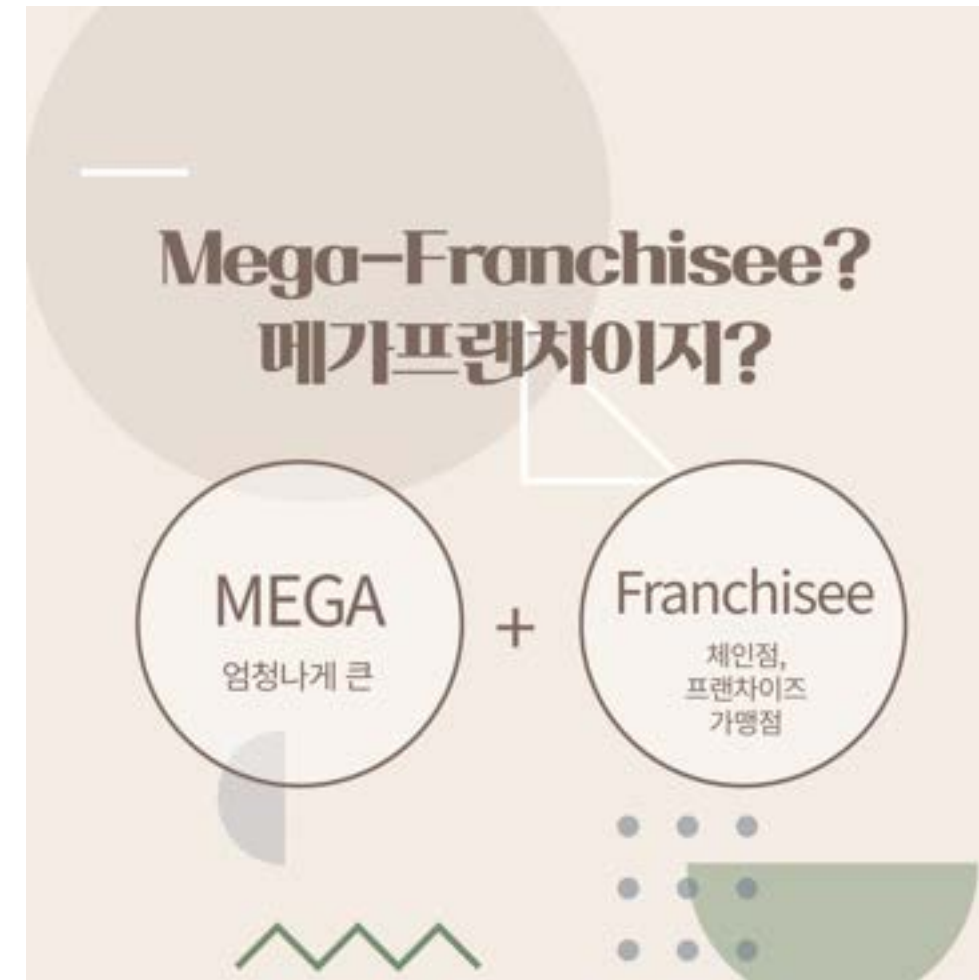 Mega-Franchisee?
메가프랜차이지?
MEGA
엄청나게 큰
+
Franchisee
체인점,
프랜차이즈
가맹점